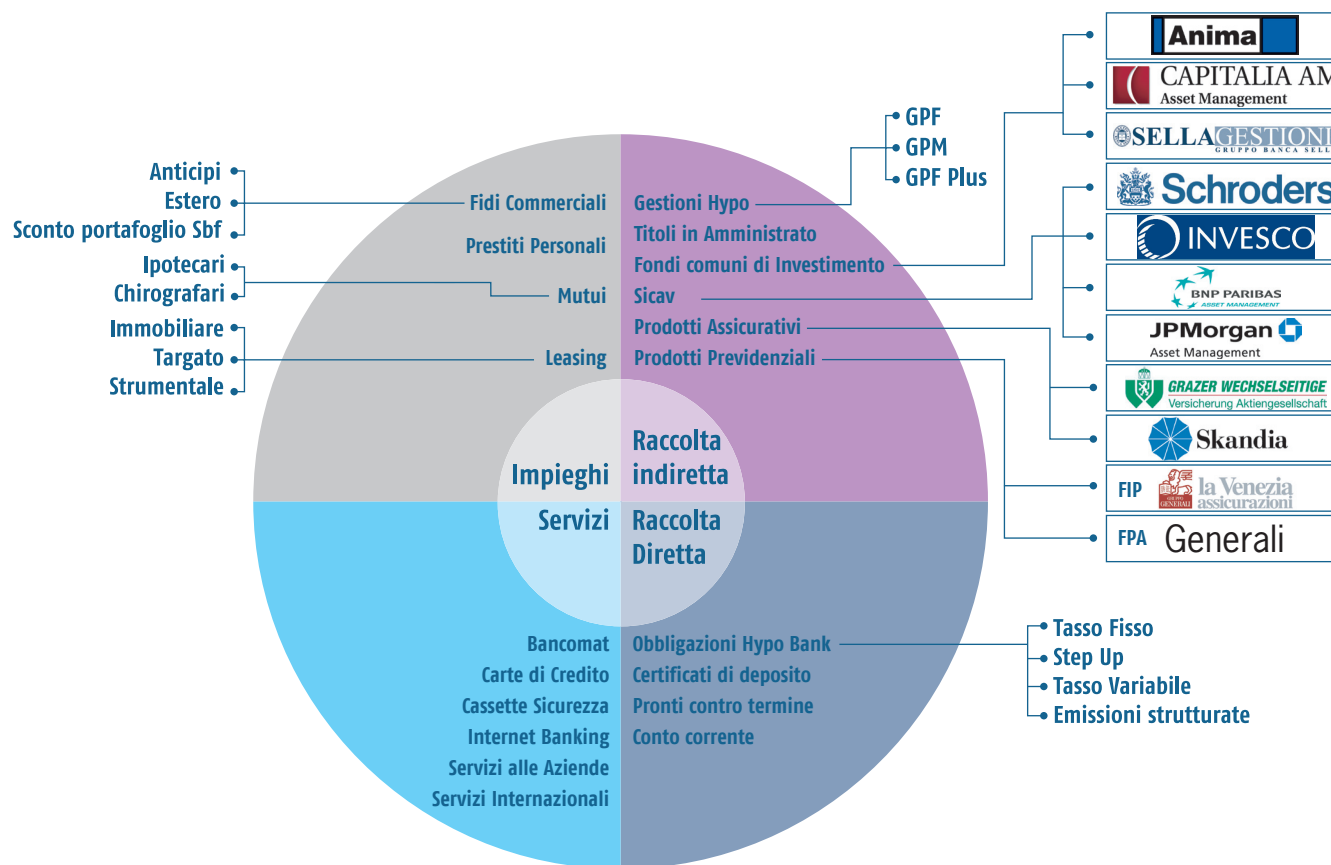 Anticipi
Estero
Sconto portafoglio Sbf
Ipotecari
Chirografari
Immobiliare
Targato
Strumentale
Fidi Commerciali
Prestiti Personali
Mutui
Leasing
Impieghi
GPF
GPM
GPF Plus
Gestioni Hypo
Titoli in Amministrato
Fondi comuni di Investimento
Sicav
Prodotti Assicurativi
Prodotti Previdenziali
Raccolta
indiretta
Anima
CAPITALIA AM
Asset Management
SELLAGESTIONI
GRUPPO BANCA SELL
Schroders
INVESCO
BNP PARIBAS
ASSET MANAGEMENT
JPMorgan
Asset Management
GRAZER WECHSELSEITIGE
Versicherung Aktiengesellschaft
Skandia
FIP
GRUPPO GENERALI
la Venezia
assicurazioni
FPA Generali
Servizi
Bancomat
Carte di Credito
Cassette Sicurezza
Internet Banking
Servizi alle Aziende
Servizi Internazionali
Raccolta
Diretta
Obbligazioni Hypo Bank
Certificati di deposito
Pronti contro termine
Conto corrente
Tasso Fisso
Step Up
Tasso Variabile
Emissioni strutturate